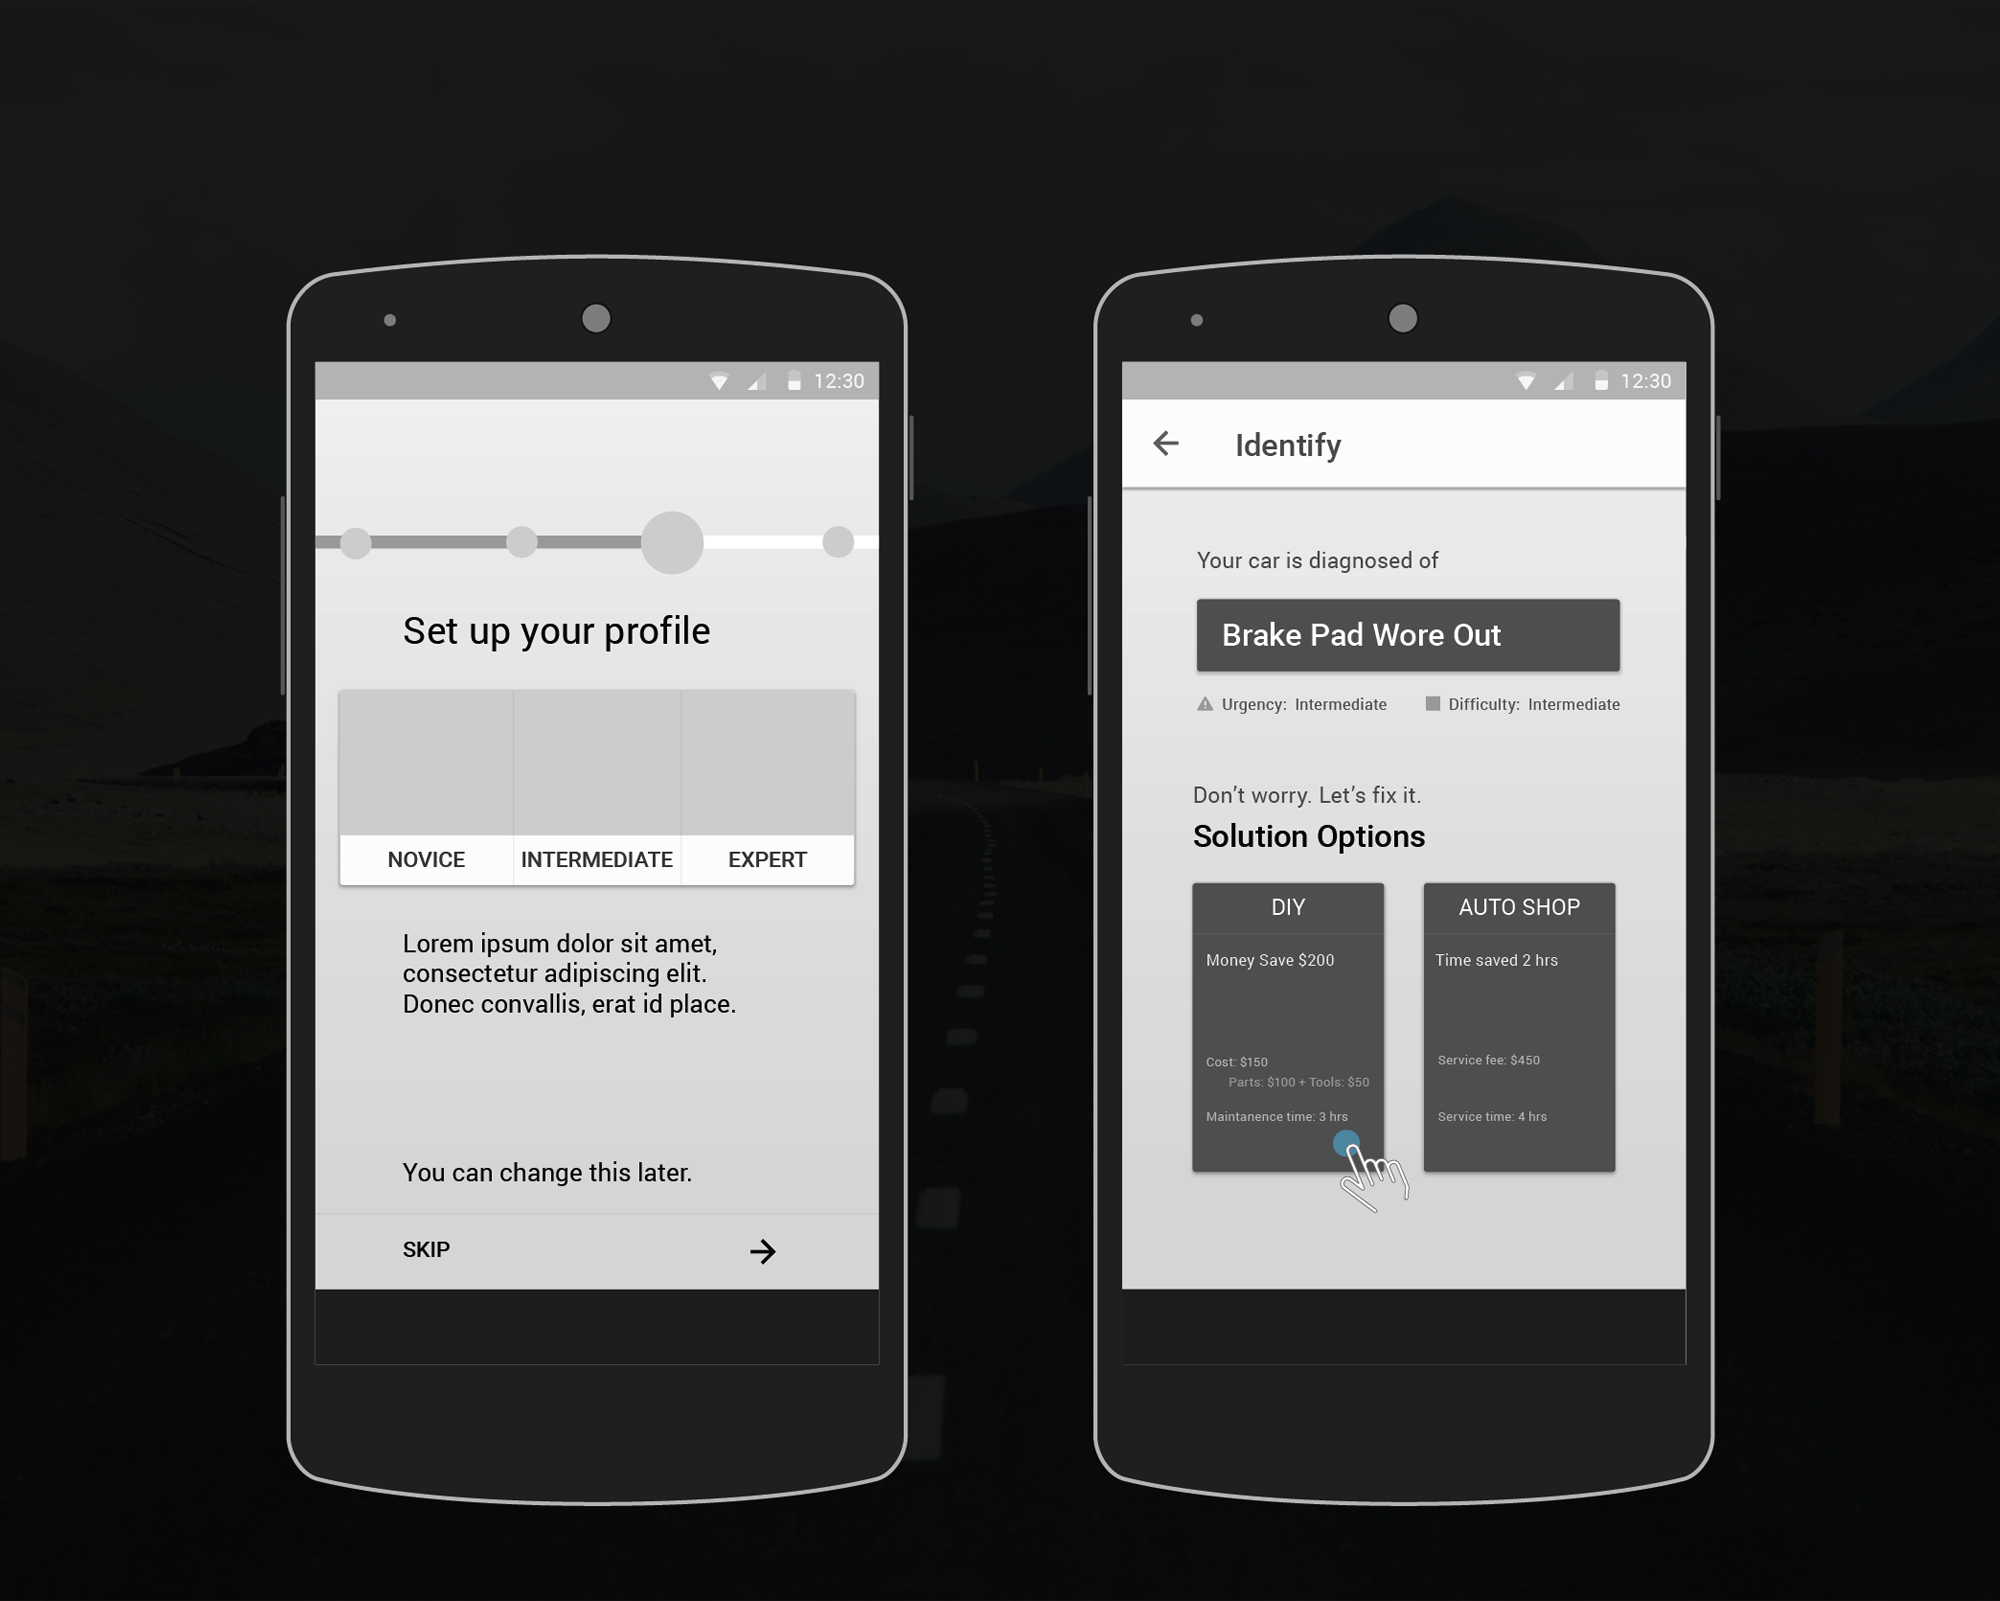 12:30
Set up your profile
NOVICE
INTERMEDIATE
EXPERT
Lorem ipsum dolor sit amet,
consectetur adipiscing elit.
Donec convallis, erat id place.
You can change this later.
SKIP
12:30
Identify
Your car is diagnosed of
Brake Pad Wore Out
Urgency: Intermediate
Difficulty: Intermediate
Don't worry. Let's fix it.
Solution Options
DIY
Money Save $200
Cost: $150
Parts: $100 + Tools: $50
Maintanence time: 3 hrs
AUTO SHOP
Time saved 2 hrs
Service fee: $450
Service time: 4 hrs